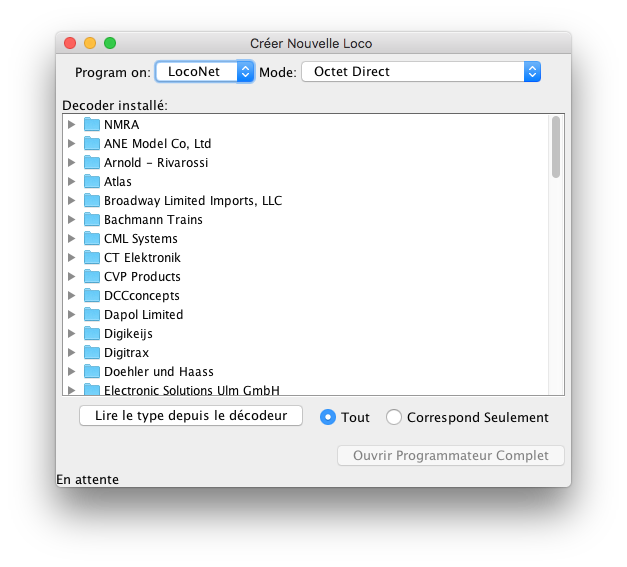 Créer Nouvelle Loco
Program on: LocoNet Mode: Octet Direct
Decoder installé:
NMRA
ANE Model Co, Ltd
Arnold - Rivarossi
Atlas
Broadway Limited Imports, LLC
Bachmann Trains
CML Systems
CT Elektronik
CVP Products
DCCconcepts
Dapol Limited
Digikeijs
Digitrax
Doehler und Haass
Electronic Solutions Ulm GmbH
Lire le type depuis le décodeur Tout Correspond Seulement
Ouvrir Programmateur Complet
En attente